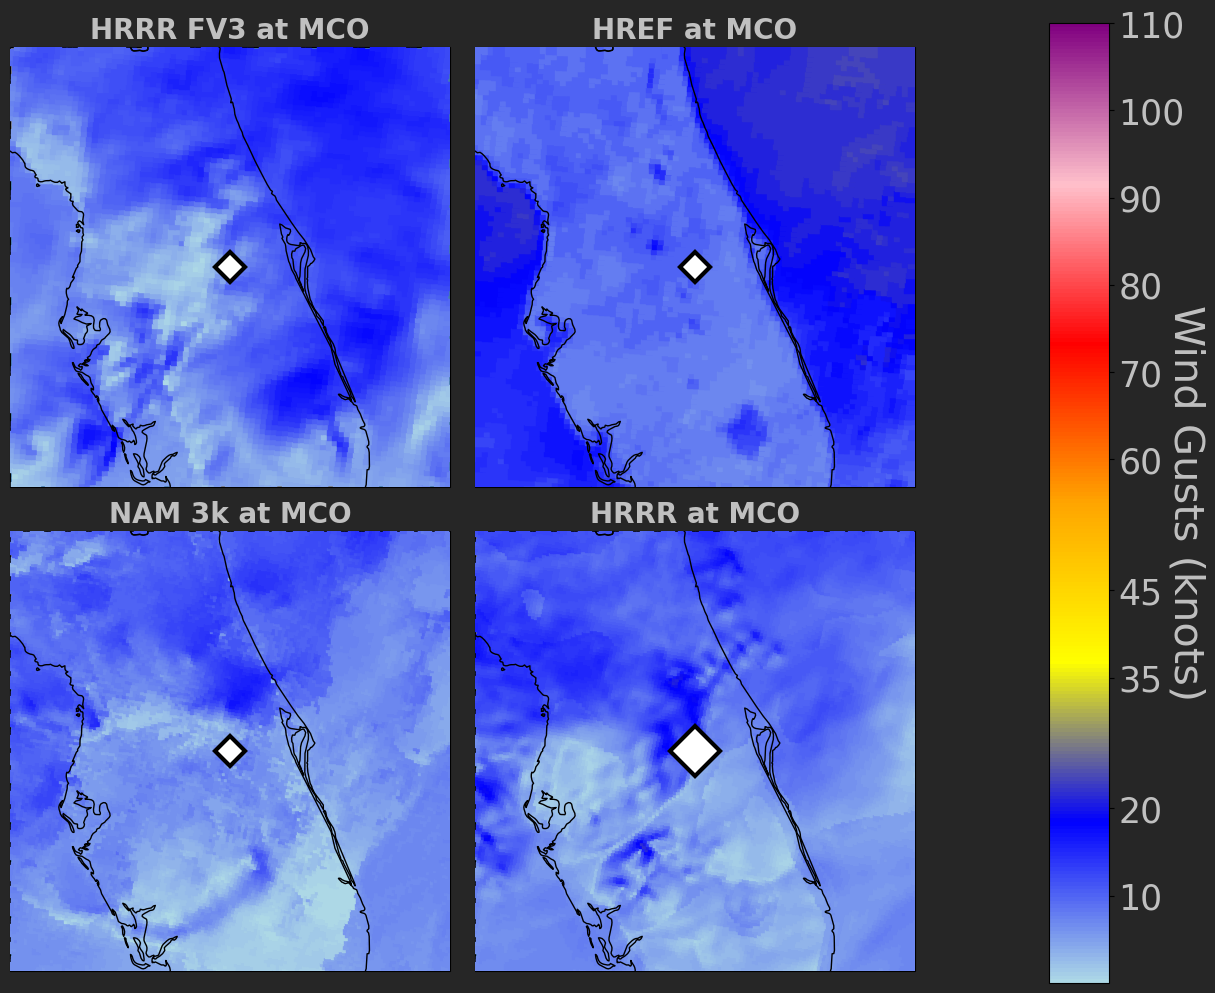 HRRR FV3 at MCO
HREF at MCO
NAM 3k at MCO
HRRR at MCO
110
100
90
80
70
60
45
35
20
10
Wind Gusts (knots)